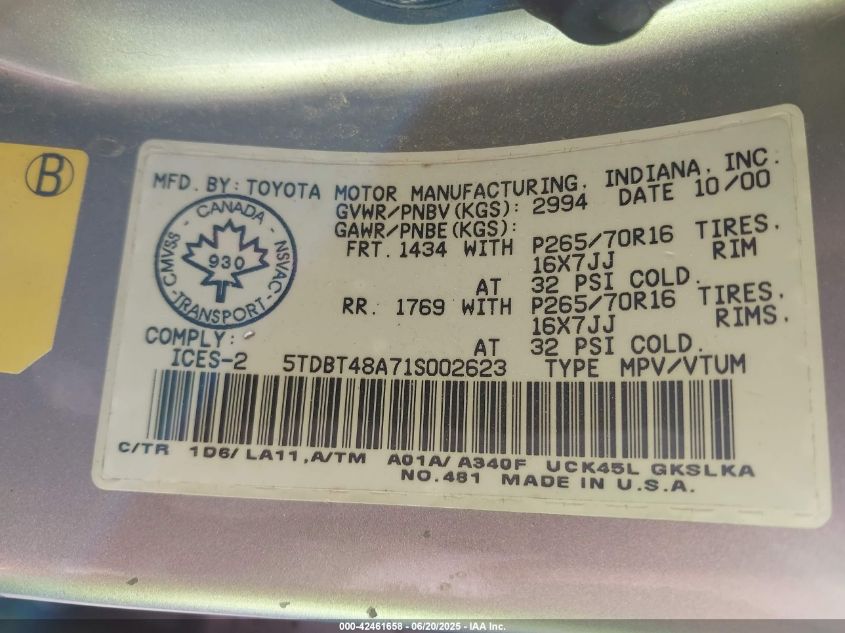 B
MFD. BY: TOYOTA MOTOR MANUFACTURING, INDIANA, INC.
GVWR/PNBV(KGS): 2994 DATE 10/00
GAWR/PNBE(KGS):
FRT. 1434 WITH P265/70R16 TIRES,
16X7JJ RIM
AT 32 PSI COLD.
RR. 1769 WITH P265/70R16 TIRES,
16X7JJ RIMS.
AT 32 PSI COLD.
CANADA
CMVSS NSVAC
930
TRANSPORT
COMPLY:
ICES-2 5TDBT48A71S002623 TYPE MPV/VTUM
C/TR 1D6/ LA11,A/TM A01A/ A340F UCK45L GKSLKA
NO.481 MADE IN U.S.A.
000-42461658 - 06/20/2025 - IAA Inc.